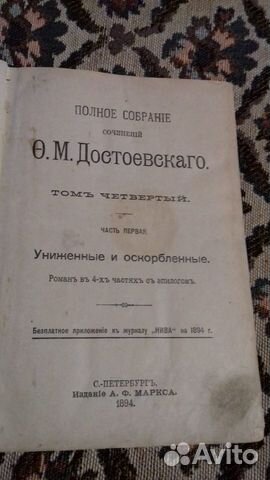 ПОЛНОЕ СОБРАНІЕ
СОЧИНЕНІЙ
Ѳ. М. Достоевскаго.
ТОМЪ ЧЕТВЕРТЫЙ.
ЧАСТЬ ПЕРВАЯ.
Униженные и оскорбленные.
Романъ въ 4-хъ частяхъ съ эпилогомъ.
Безплатное приложеніе къ журналу „НИВА" на 1894 г.
С.-ПЕТЕРБУРГЪ.
Изданіе А. Ф. МАРКСА.
1894.
Avito